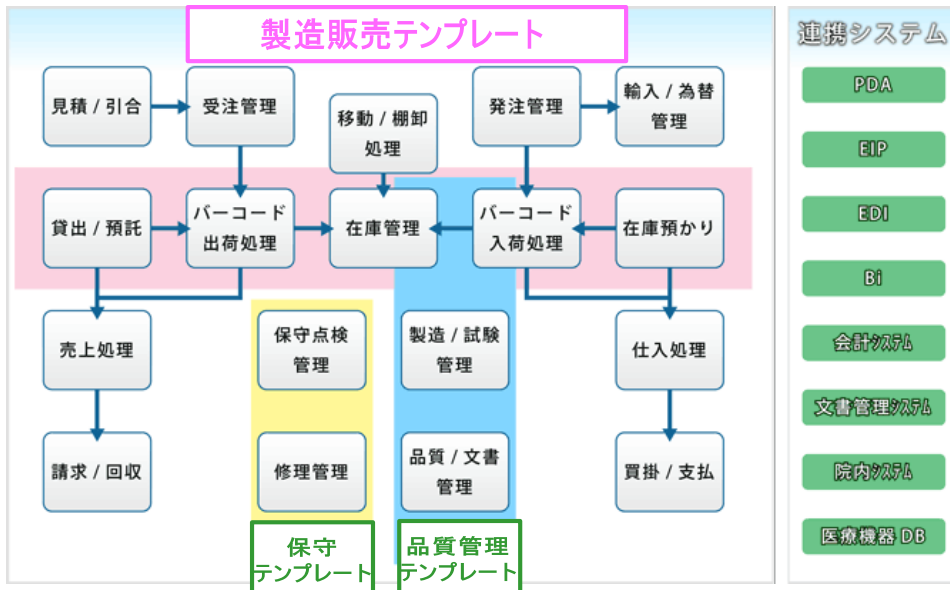 製造販売テンプレート
見積 / 引合
受注管理
移動 / 棚卸
処理
発注管理
輸入 / 為替
管理
貸出 / 預託
バーコード
出荷処理
在庫管理
バーコード
入荷処理
在庫預かり
売上処理
保守点検
管理
製造 / 試験
管理
仕入処理
請求 / 回収
修理管理
品質 / 文書
管理
買掛 / 支払
保守
テンプレート
品質管理
テンプレート
連携システム
PDA
EIP
EDI
Bi
会計システム
文書管理システム
院内システム
医療機器 DB